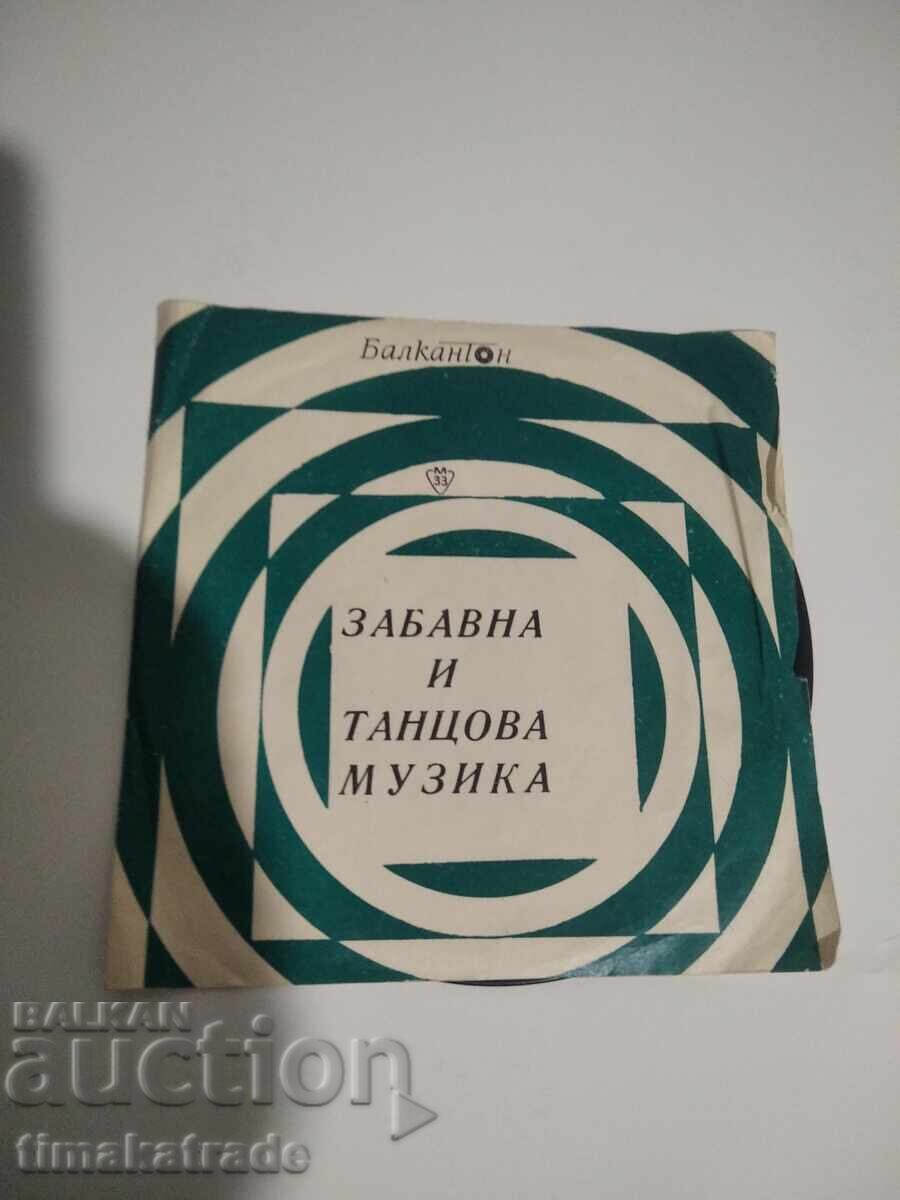 Балкантон
М
33
ЗАБАВНА
И
ТАНЦОВА
МУЗИКА
BALKAN
auction
timakatrade